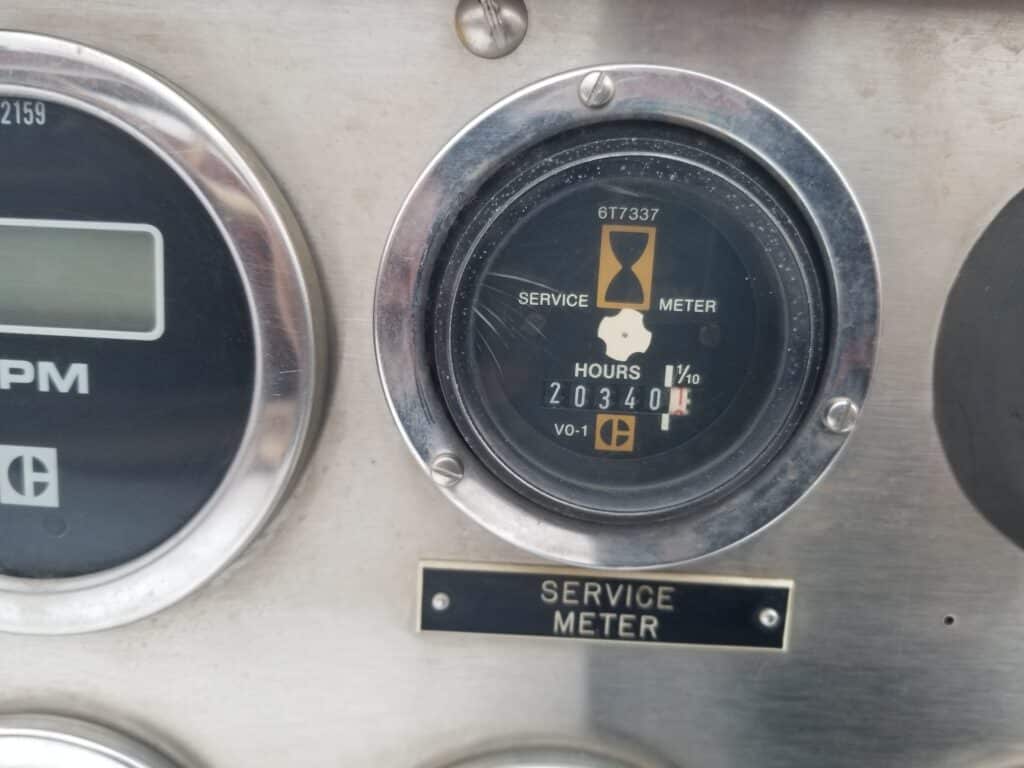 2159
PM
6T7337
SERVICE METER
HOURS 1/10
20340
VO-1
SERVICE
METER